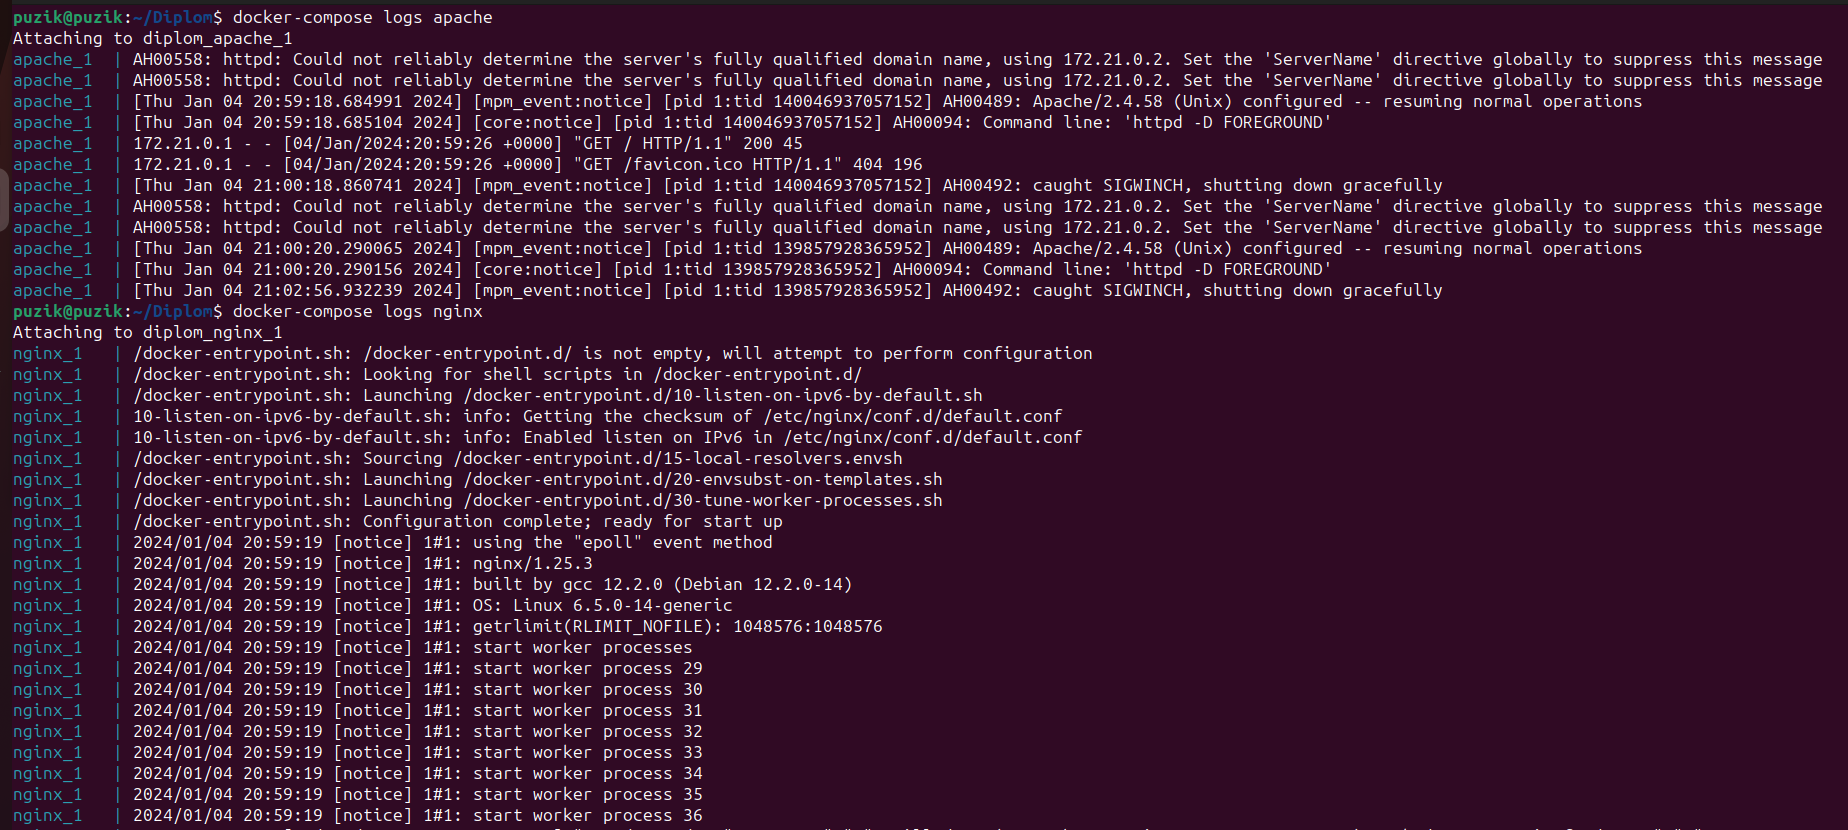 puzik@puzik:~/Diplom$ docker-compose logs apache
Attaching to diplom_apache_1
apache_1  | AH00558: httpd: Could not reliably determine the server's fully qualified domain name, using 172.21.0.2. Set the 'ServerName' directive globally to suppress this message
apache_1  | AH00558: httpd: Could not reliably determine the server's fully qualified domain name, using 172.21.0.2. Set the 'ServerName' directive globally to suppress this message
apache_1  | [Thu Jan 04 20:59:18.684991 2024] [mpm_event:notice] [pid 1:tid 140046937057152] AH00489: Apache/2.4.58 (Unix) configured -- resuming normal operations
apache_1  | [Thu Jan 04 20:59:18.685104 2024] [core:notice] [pid 1:tid 140046937057152] AH00094: Command line: 'httpd -D FOREGROUND'
apache_1  | 172.21.0.1 - - [04/Jan/2024:20:59:26 +0000] "GET / HTTP/1.1" 200 45
apache_1  | 172.21.0.1 - - [04/Jan/2024:20:59:26 +0000] "GET /favicon.ico HTTP/1.1" 404 196
apache_1  | [Thu Jan 04 21:00:18.860741 2024] [mpm_event:notice] [pid 1:tid 140046937057152] AH00492: caught SIGWINCH, shutting down gracefully
apache_1  | AH00558: httpd: Could not reliably determine the server's fully qualified domain name, using 172.21.0.2. Set the 'ServerName' directive globally to suppress this message
apache_1  | AH00558: httpd: Could not reliably determine the server's fully qualified domain name, using 172.21.0.2. Set the 'ServerName' directive globally to suppress this message
apache_1  | [Thu Jan 04 21:00:20.290065 2024] [mpm_event:notice] [pid 1:tid 139857928365952] AH00489: Apache/2.4.58 (Unix) configured -- resuming normal operations
apache_1  | [Thu Jan 04 21:00:20.290156 2024] [core:notice] [pid 1:tid 139857928365952] AH00094: Command line: 'httpd -D FOREGROUND'
apache_1  | [Thu Jan 04 21:02:56.932239 2024] [mpm_event:notice] [pid 1:tid 139857928365952] AH00492: caught SIGWINCH, shutting down gracefully
puzik@puzik:~/Diplom$ docker-compose logs nginx
Attaching to diplom_nginx_1
nginx_1   | /docker-entrypoint.sh: /docker-entrypoint.d/ is not empty, will attempt to perform configuration
nginx_1   | /docker-entrypoint.sh: Looking for shell scripts in /docker-entrypoint.d/
nginx_1   | /docker-entrypoint.sh: Launching /docker-entrypoint.d/10-listen-on-ipv6-by-default.sh
nginx_1   | 10-listen-on-ipv6-by-default.sh: info: Getting the checksum of /etc/nginx/conf.d/default.conf
nginx_1   | 10-listen-on-ipv6-by-default.sh: info: Enabled listen on IPv6 in /etc/nginx/conf.d/default.conf
nginx_1   | /docker-entrypoint.sh: Sourcing /docker-entrypoint.d/15-local-resolvers.envsh
nginx_1   | /docker-entrypoint.sh: Launching /docker-entrypoint.d/20-envsubst-on-templates.sh
nginx_1   | /docker-entrypoint.sh: Launching /docker-entrypoint.d/30-tune-worker-processes.sh
nginx_1   | /docker-entrypoint.sh: Configuration complete; ready for start up
nginx_1   | 2024/01/04 20:59:19 [notice] 1#1: using the "epoll" event method
nginx_1   | 2024/01/04 20:59:19 [notice] 1#1: nginx/1.25.3
nginx_1   | 2024/01/04 20:59:19 [notice] 1#1: built by gcc 12.2.0 (Debian 12.2.0-14)
nginx_1   | 2024/01/04 20:59:19 [notice] 1#1: OS: Linux 6.5.0-14-generic
nginx_1   | 2024/01/04 20:59:19 [notice] 1#1: getrlimit(RLIMIT_NOFILE): 1048576:1048576
nginx_1   | 2024/01/04 20:59:19 [notice] 1#1: start worker processes
nginx_1   | 2024/01/04 20:59:19 [notice] 1#1: start worker process 29
nginx_1   | 2024/01/04 20:59:19 [notice] 1#1: start worker process 30
nginx_1   | 2024/01/04 20:59:19 [notice] 1#1: start worker process 31
nginx_1   | 2024/01/04 20:59:19 [notice] 1#1: start worker process 32
nginx_1   | 2024/01/04 20:59:19 [notice] 1#1: start worker process 33
nginx_1   | 2024/01/04 20:59:19 [notice] 1#1: start worker process 34
nginx_1   | 2024/01/04 20:59:19 [notice] 1#1: start worker process 35
nginx_1   | 2024/01/04 20:59:19 [notice] 1#1: start worker process 36